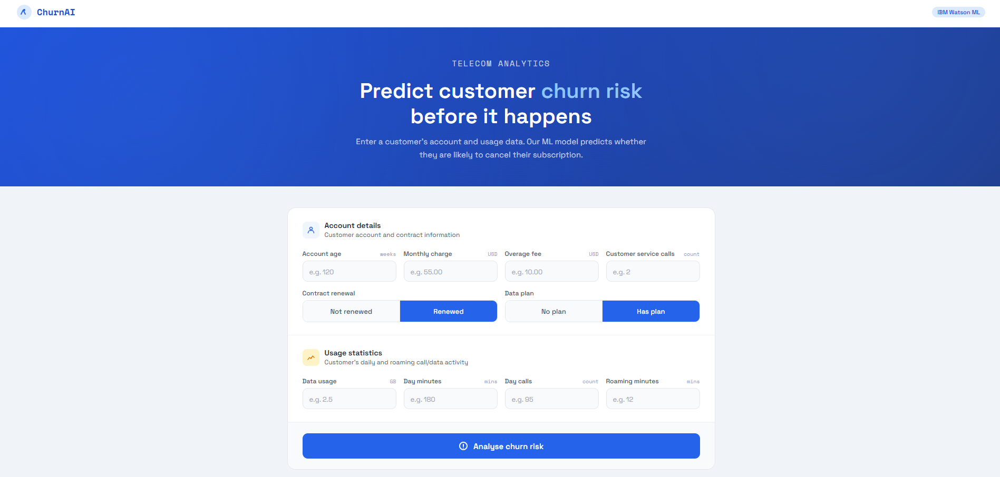 ChurnAI
IBM Watson ML
TELECOM ANALYTICS
Predict customer churn risk
before it happens
Enter a customer's account and usage data. Our ML model predicts whether
they are likely to cancel their subscription.
Account details
Customer account and contract information
Account age weeks
e.g. 120
Monthly charge USD
e.g. 55.00
Overage fee USD
e.g. 10.00
Customer service calls count
e.g. 2
Contract renewal
Not renewed Renewed
Data plan
No plan Has plan
Usage statistics
Customer's daily and roaming call/data activity
Data usage GB
e.g. 2.5
Day minutes mins
e.g. 180
Day calls count
e.g. 95
Roaming minutes mins
e.g. 12
Analyse churn risk